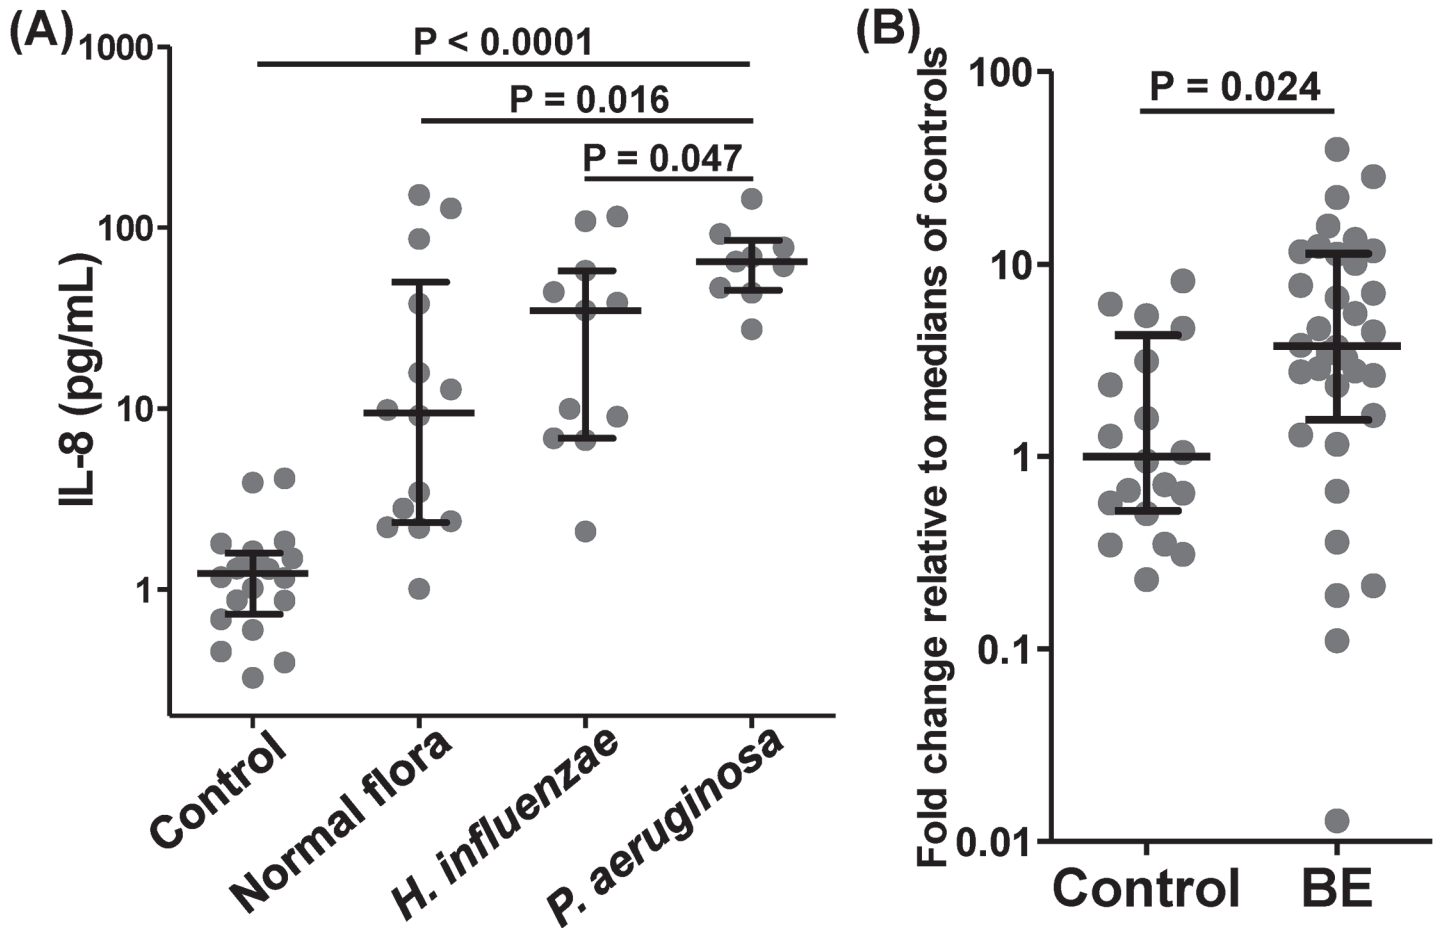 (A)
IL-8 (pg/mL)
1000
100
10
1
P < 0.0001
P = 0.016
P = 0.047
Control
Normal flora
H. influenzae
P. aeruginosa
(B)
Fold change relative to medians of controls
100
10
1
0.1
0.01
P = 0.024
Control
BE